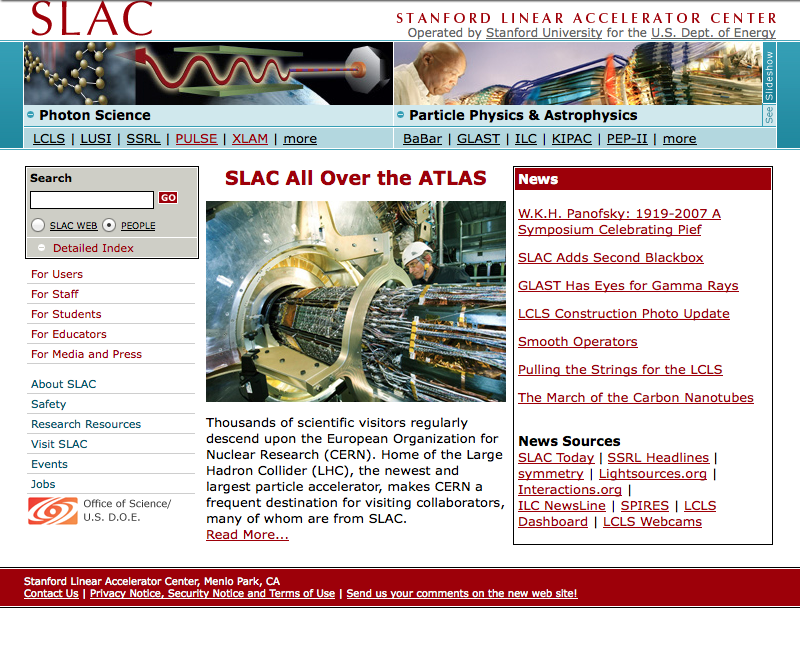 SLAC
STANFORD LINEAR ACCELERATOR CENTER
Operated by Stanford University for the U.S. Dept. of Energy
See Slideshow
Photon Science
Particle Physics & Astrophysics
LCLS | LUSI | SSRL | PULSE | XLAM | more
BaBar | GLAST | ILC | KIPAC | PEP-II | more
Search
GO
SLAC WEB PEOPLE
Detailed Index
For Users
For Staff
For Students
For Educators
For Media and Press
About SLAC
Safety
Research Resources
Visit SLAC
Events
Jobs
Office of Science/
U.S. D.O.E.
SLAC All Over the ATLAS
Thousands of scientific visitors regularly
descend upon the European Organization for
Nuclear Research (CERN). Home of the Large
Hadron Collider (LHC), the newest and
largest particle accelerator, makes CERN a
frequent destination for visiting collaborators,
many of whom are from SLAC.
Read More...
News
W.K.H. Panofsky: 1919-2007 A
Symposium Celebrating Pief
SLAC Adds Second Blackbox
GLAST Has Eyes for Gamma Rays
LCLS Construction Photo Update
Smooth Operators
Pulling the Strings for the LCLS
The March of the Carbon Nanotubes
News Sources
SLAC Today | SSRL Headlines |
symmetry | Lightsources.org |
Interactions.org |
ILC NewsLine | SPIRES | LCLS
Dashboard | LCLS Webcams
Stanford Linear Accelerator Center, Menlo Park, CA
Contact Us | Privacy Notice, Security Notice and Terms of Use | Send us your comments on the new web site!